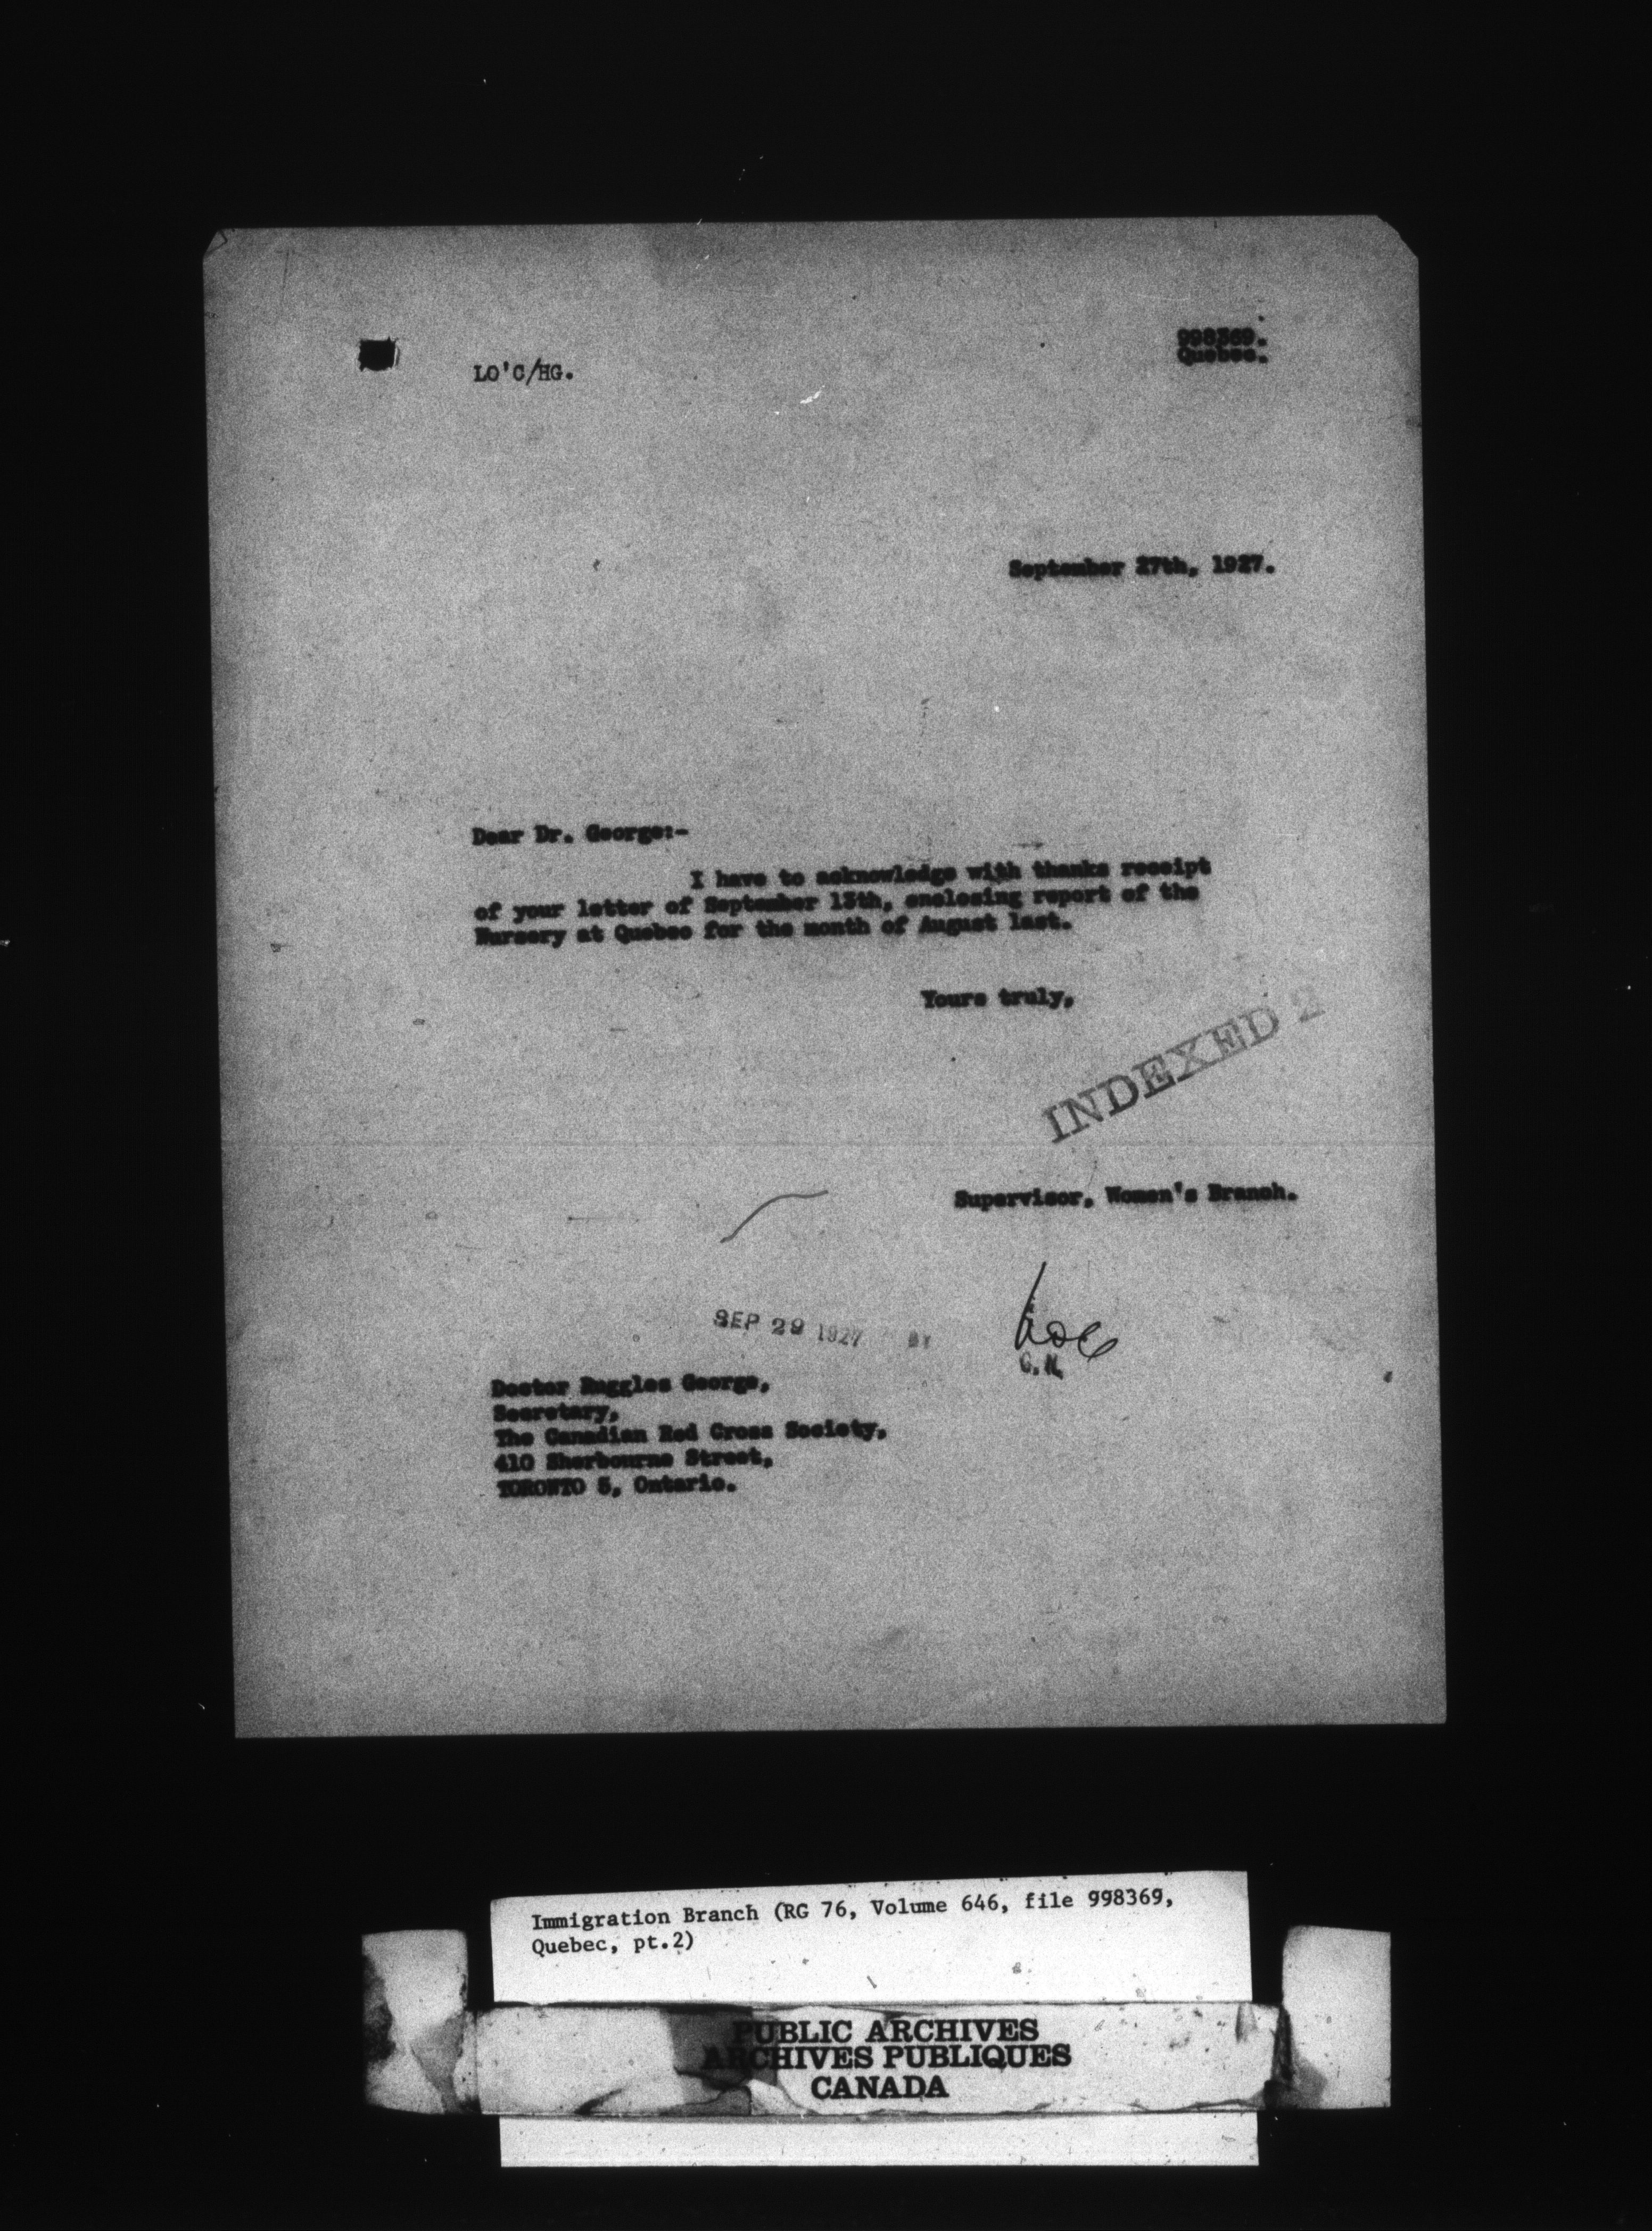 998369.
Quebec.
LO'C/HG.
September 27th, 1927.
Dear Dr. George:-
I have to acknowledge with thanks receipt
of your letter of September 13th, enclosing report of the
Nursery at Quebec for the month of August last.
Yours truly,
INDEXED 2
Supervisor, Women's Branch.
SEP 29 1927
Doctor Ruggles George,
Secretary,
The Canadian Red Cross Society,
410 Sherbourne Street,
TORONTO 5, Ontario.
Immigration Branch (RG 76, Volume 646, file 998369,
Quebec, pt.2)
PUBLIC ARCHIVES
ARCHIVES PUBLIQUES
CANADA